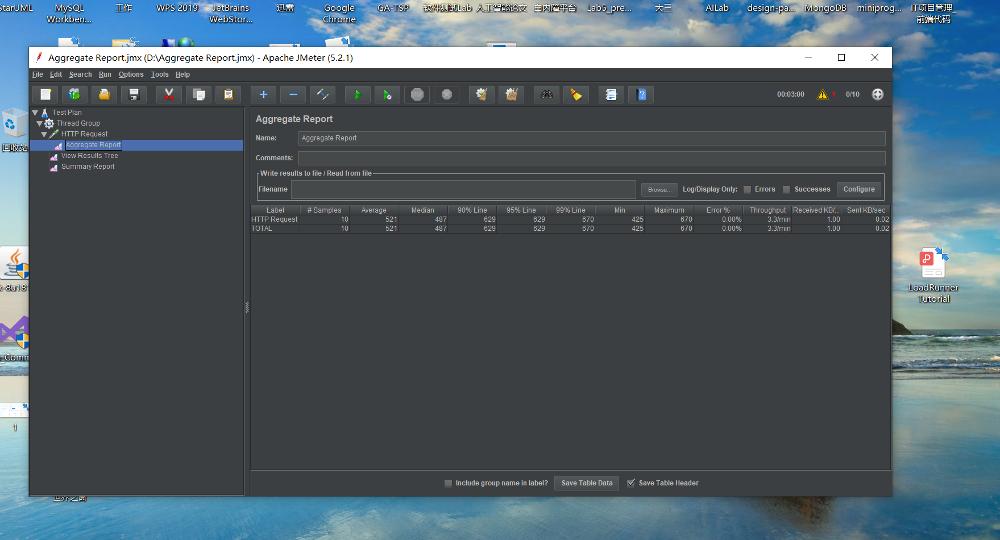 StarUML
MySQL
Workben...
工作
WPS 2019
JetBrains
WebStor...
迅雷
Google
Chrome
GA-TSP
软件测试Lab
人工智能论文
白内障平台
Lab5_pre...
大三
AILab
design-pa...
MongoDB
miniprog...
IT项目管理_
前端代码
Aggregate Report.jmx (D:\Aggregate Report.jmx) - Apache JMeter (5.2.1)
File Edit Search Run Options Tools Help
STOP
00:03:00 1 0/10
Test Plan
Thread Group
HTTP Request
Aggregate Report
View Results Tree
Summary Report
Aggregate Report
Name: Aggregate Report
Comments:
Write results to file / Read from file
Filename Browse... Log/Display Only: Errors Successes Configure
Label # Samples Average Median 90% Line 95% Line 99% Line Min Maximum Error % Throughput Received KB/... Sent KB/sec
HTTP Request 10 521 487 629 629 670 425 670 0.00% 3.3/min 1.00 0.02
TOTAL 10 521 487 629 629 670 425 670 0.00% 3.3/min 1.00 0.02
Include group name in label? Save Table Data Save Table Header
回收站
k-8u181
_Comm
1
LoadRunner
Tutorial